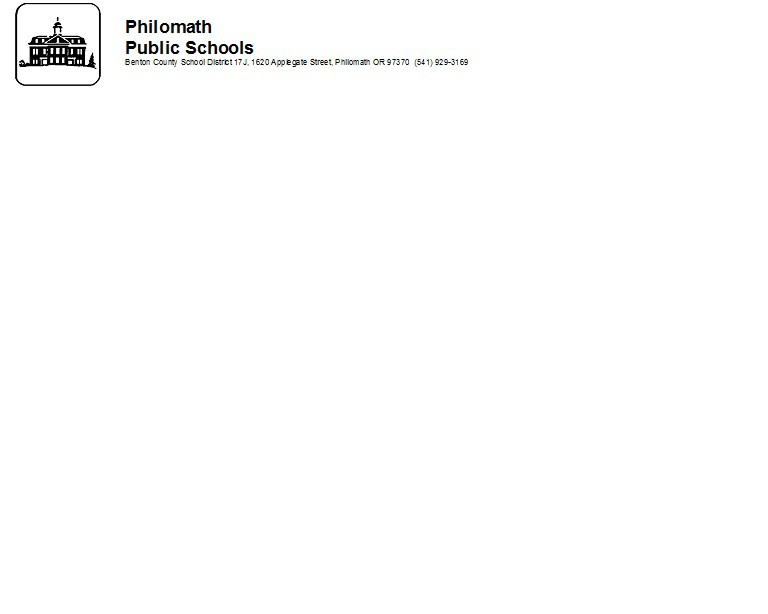 Philomath
Public Schools
Benton County School District 17J, 1620 Applegate Street, Philomath OR 97370 (541) 929-3169